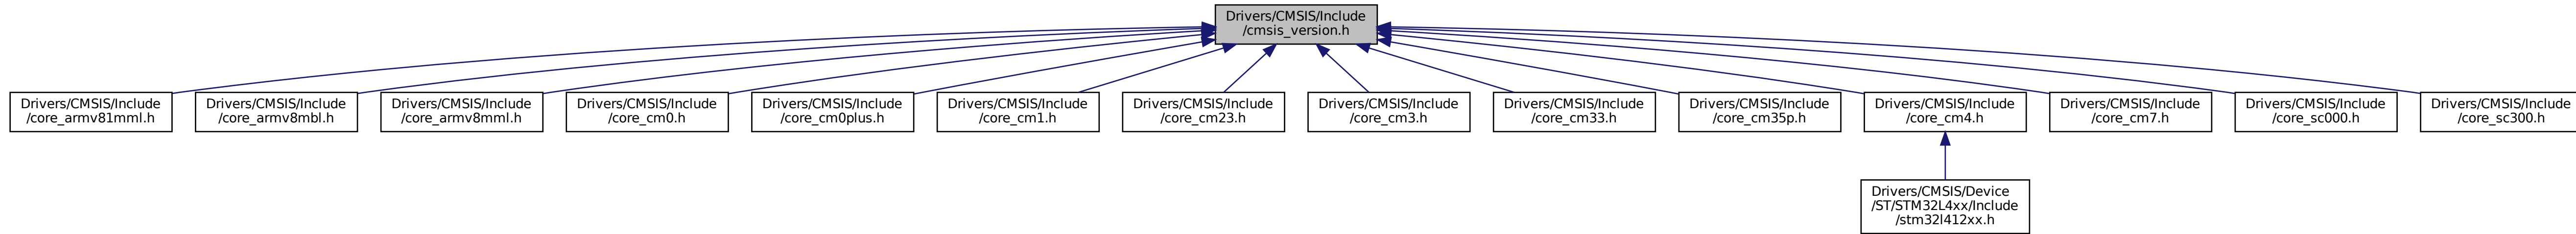 Drivers/CMSIS/Include
/cmsis_version.h
Drivers/CMSIS/Include
/core_armv81mml.h
Drivers/CMSIS/Include
/core_armv8mbl.h
Drivers/CMSIS/Include
/core_armv8mml.h
Drivers/CMSIS/Include
/core_cm0.h
Drivers/CMSIS/Include
/core_cm0plus.h
Drivers/CMSIS/Include
/core_cm1.h
Drivers/CMSIS/Include
/core_cm23.h
Drivers/CMSIS/Include
/core_cm3.h
Drivers/CMSIS/Include
/core_cm33.h
Drivers/CMSIS/Include
/core_cm35p.h
Drivers/CMSIS/Include
/core_cm4.h
Drivers/CMSIS/Include
/core_cm7.h
Drivers/CMSIS/Include
/core_sc000.h
Drivers/CMSIS/Include
/core_sc300.h
Drivers/CMSIS/Device
/ST/STM32L4xx/Include
/stm32l412xx.h